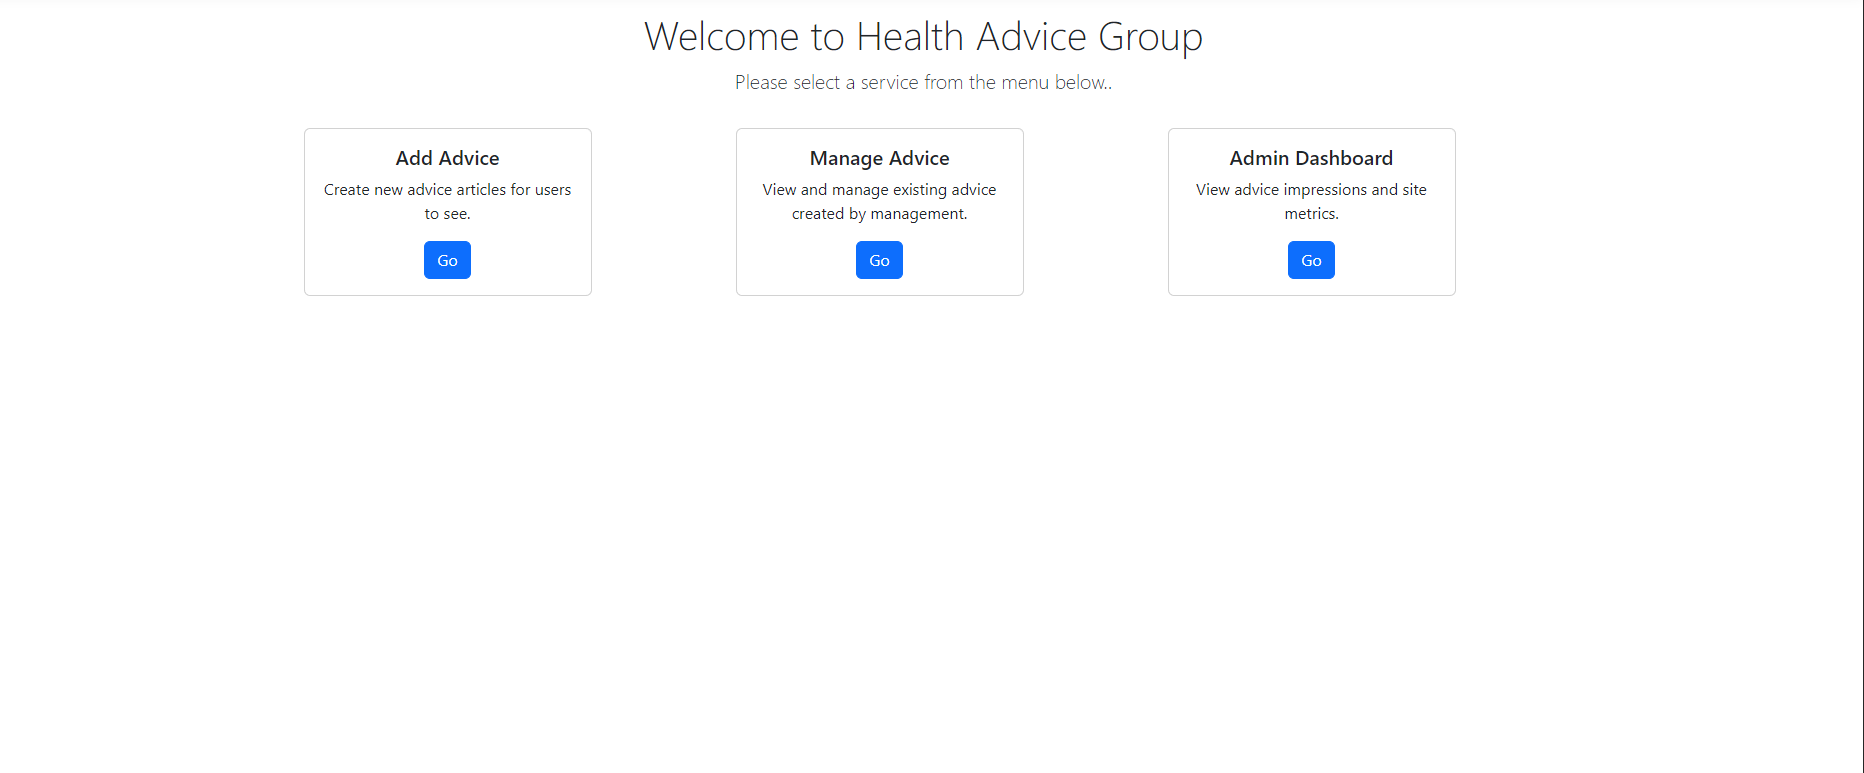 Welcome to Health Advice Group
Please select a service from the menu below..
Add Advice
Create new advice articles for users
to see.
Go
Manage Advice
View and manage existing advice
created by management.
Go
Admin Dashboard
View advice impressions and site
metrics.
Go